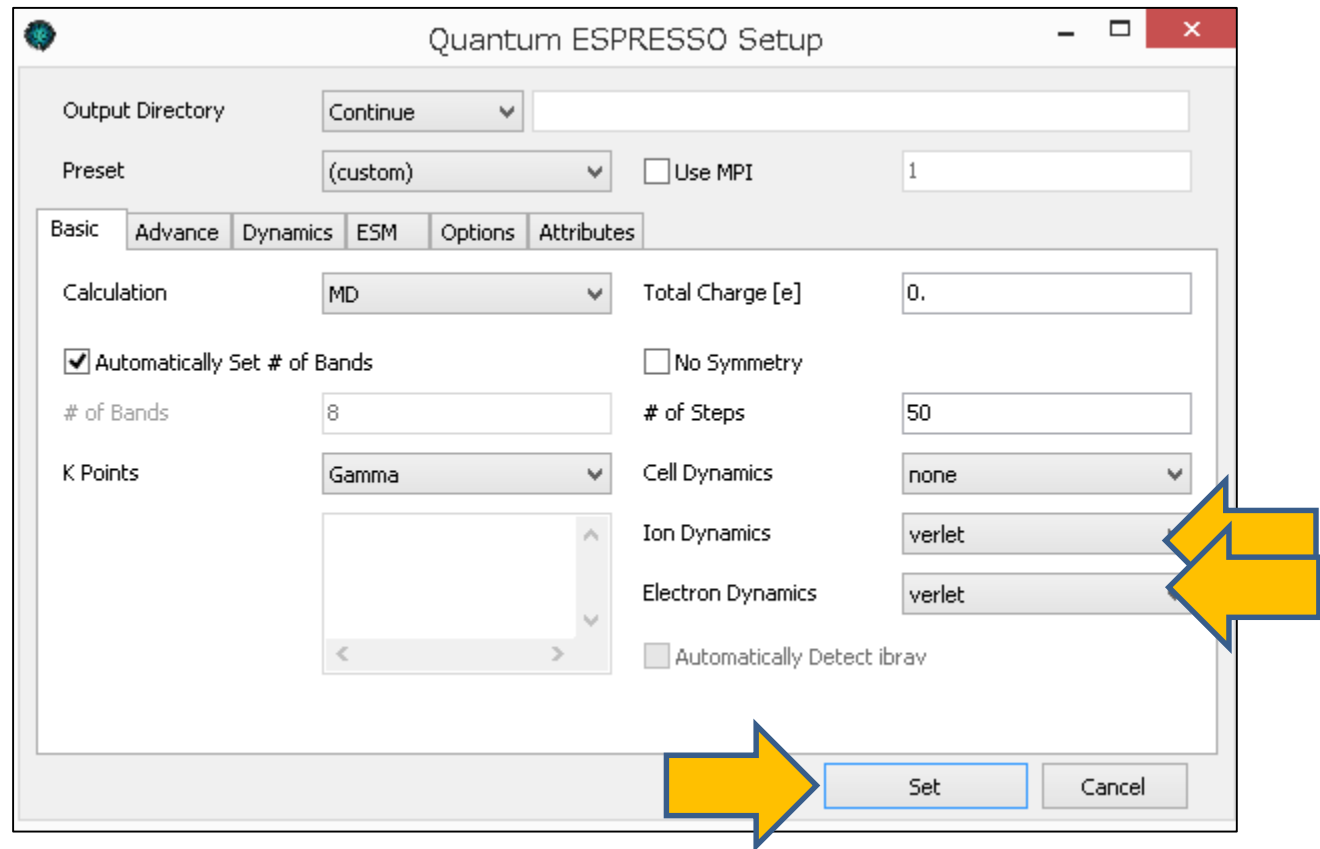 Quantum ESPRESSO Setup
Output Directory Continue
Preset (custom) Use MPI 1
Basic Advance Dynamics ESM Options Attributes
Calculation MD Total Charge [e] 0.
Automatically Set # of Bands No Symmetry
# of Bands 8 # of Steps 50
K Points Gamma Cell Dynamics none
Ion Dynamics verlet
Electron Dynamics verlet
Automatically Detect ibrav
Set Cancel